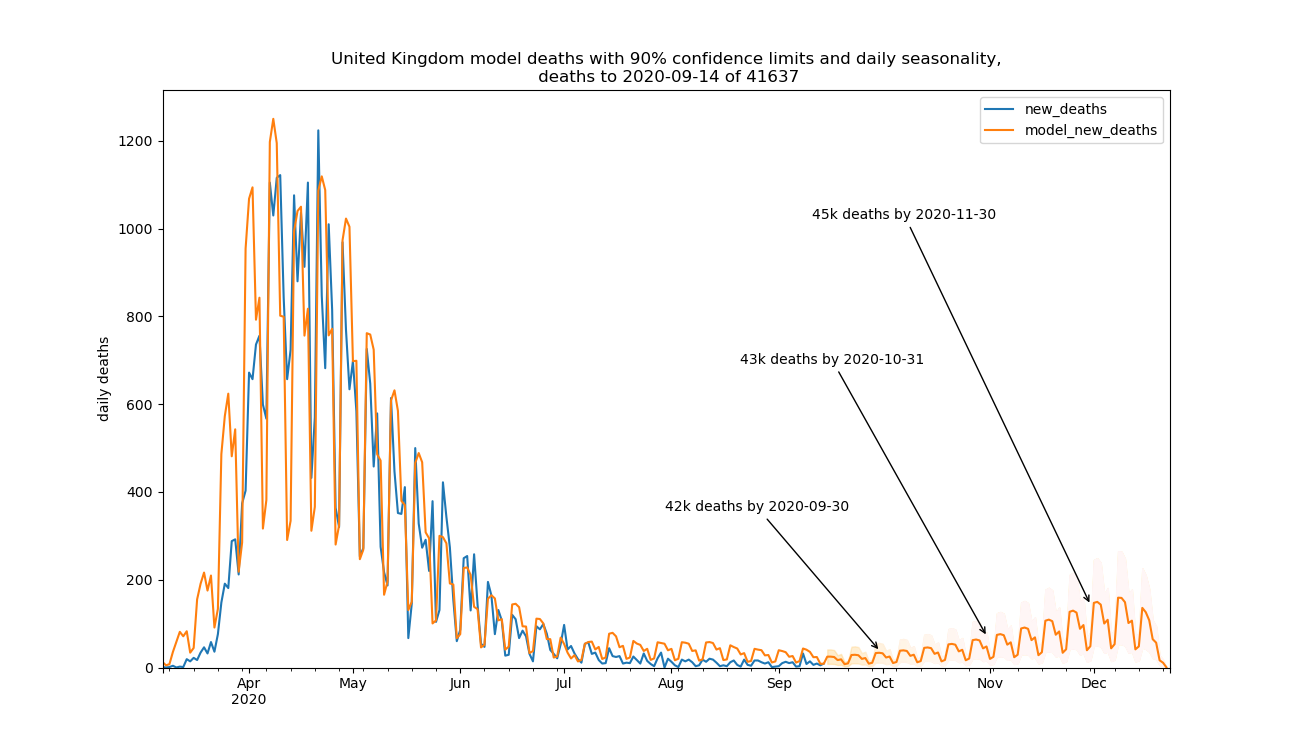 United Kingdom model deaths with 90% confidence limits and daily seasonality,
deaths to 2020-09-14 of 41637
new_deaths
model_new_deaths
1200
1000
800
600
400
200
0
daily deaths
45k deaths by 2020-11-30
43k deaths by 2020-10-31
42k deaths by 2020-09-30
Apr May Jun Jul Aug Sep Oct Nov Dec
2020